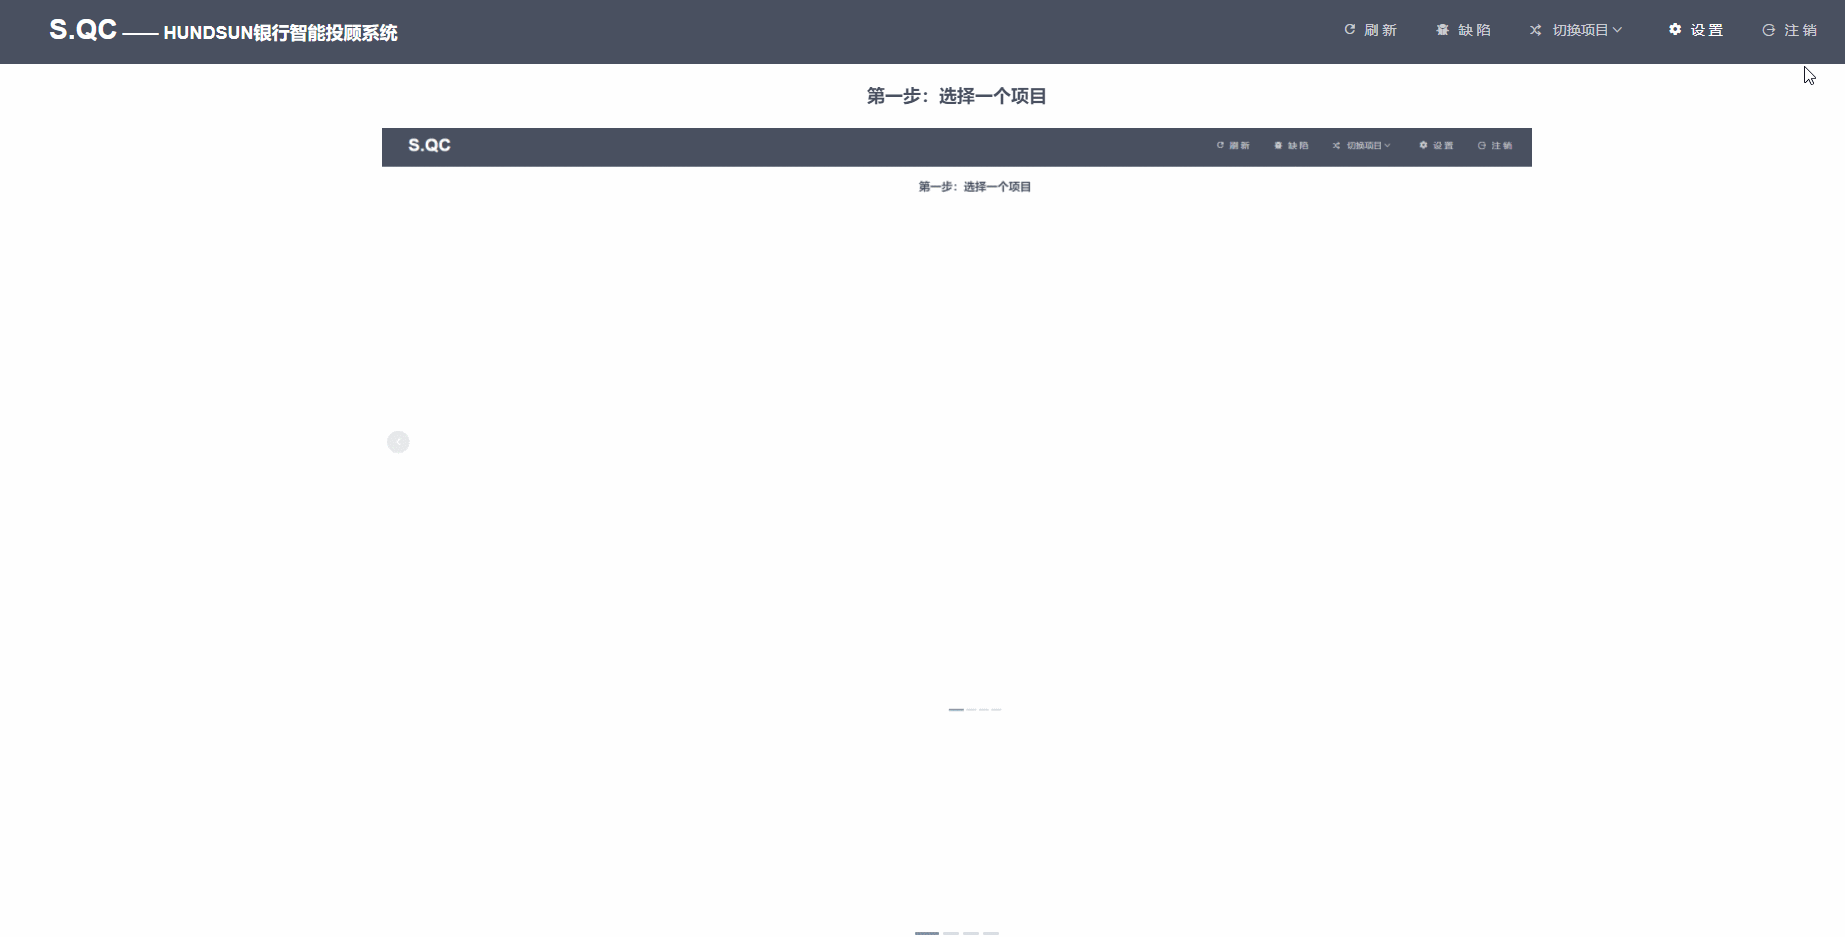 S.QC —— HUNDSUN银行智能投顾系统 刷 新 缺 陷 切换项目 设 置 注 销
第一步：选择一个项目
S.QC 刷 新 缺 陷 切换项目 设 置 注 销
第一步：选择一个项目